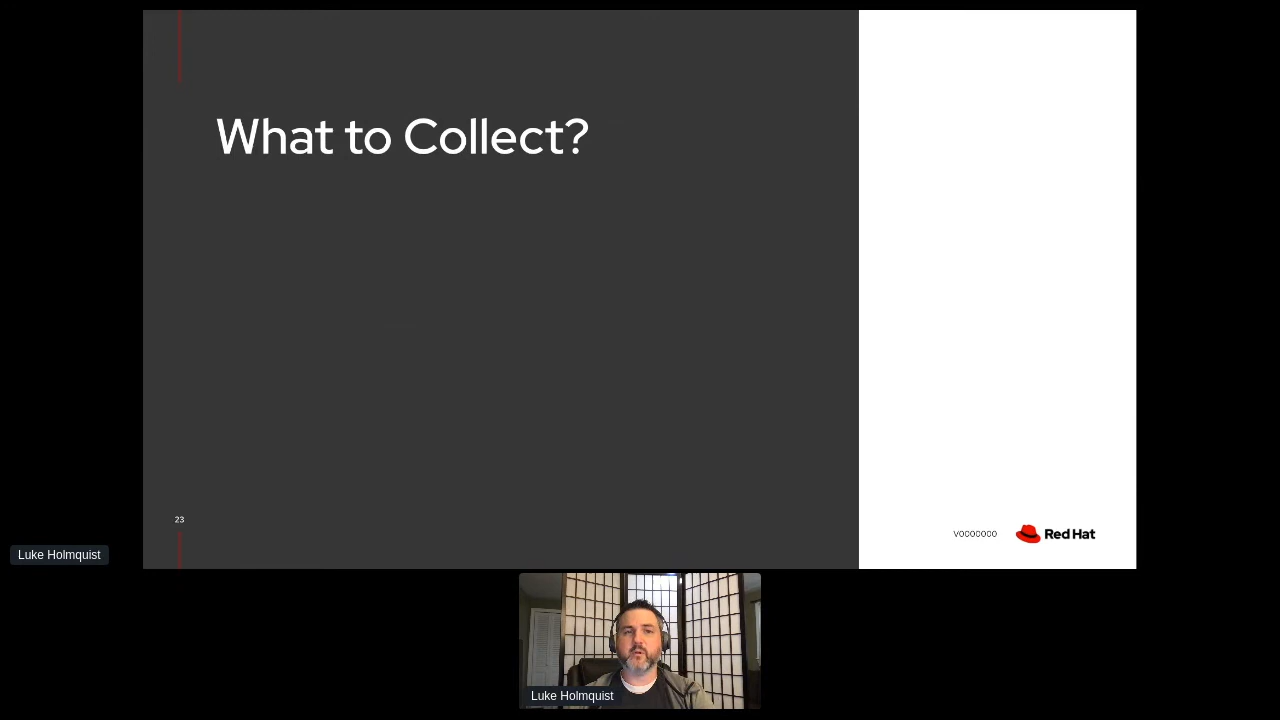 What to Collect?
23
V0000000
Red Hat
Luke Holmquist
Luke Holmquist